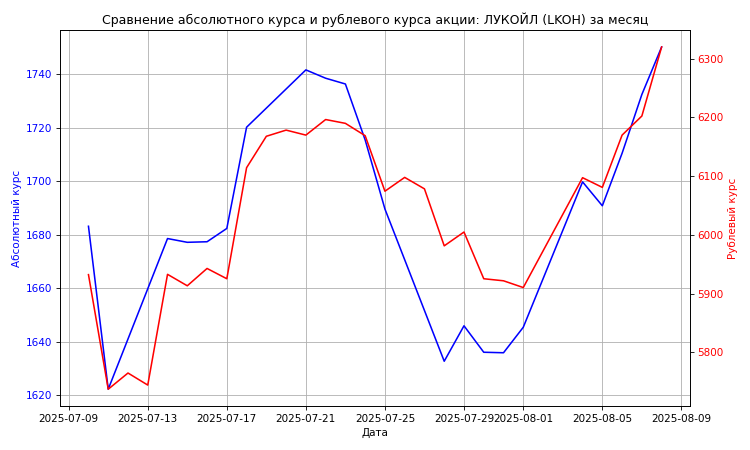 Сравнение абсолютного курса и рублевого курса акции: ЛУКОЙЛ (LKOH) за месяц
1740
1720
1700
1680
1660
1640
1620
Абсолютный курс
6300
6200
6100
6000
5900
5800
Рублевый курс
2025-07-09 2025-07-13 2025-07-17 2025-07-21 2025-07-25 2025-07-29 2025-08-01 2025-08-05 2025-08-09
Дата